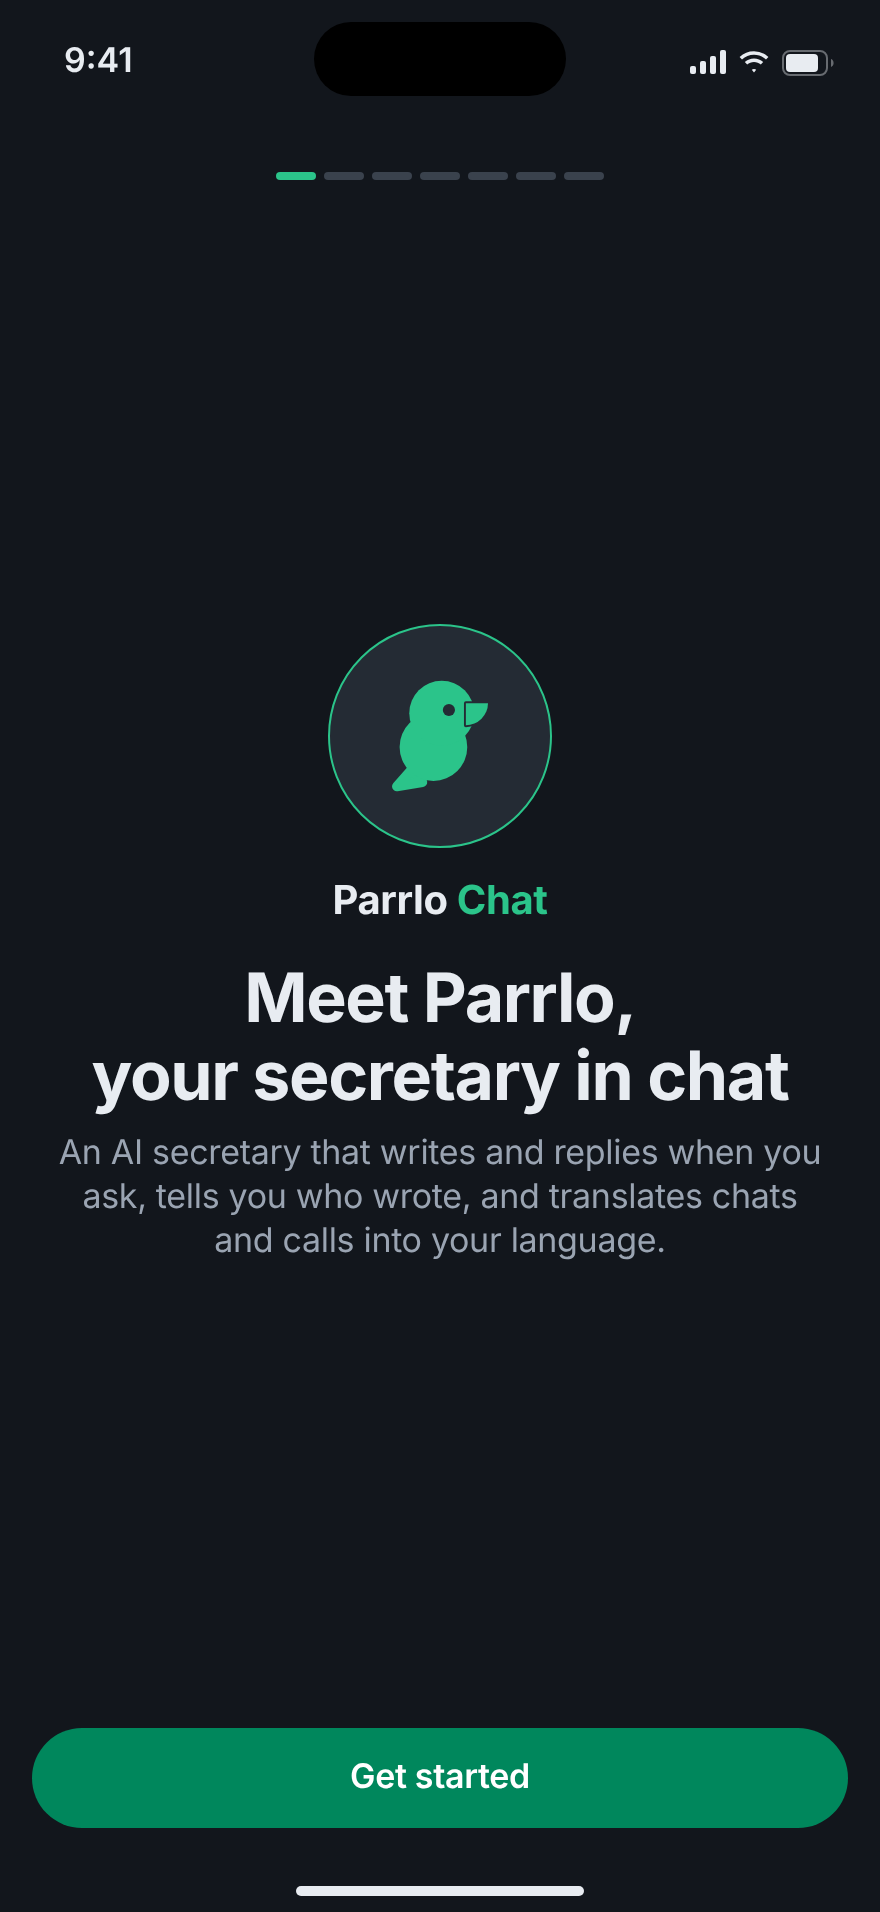 9:41
Parrlo Chat
Meet Parrlo,
your secretary in chat
An AI secretary that writes and replies when you
ask, tells you who wrote, and translates chats
and calls into your language.
Get started